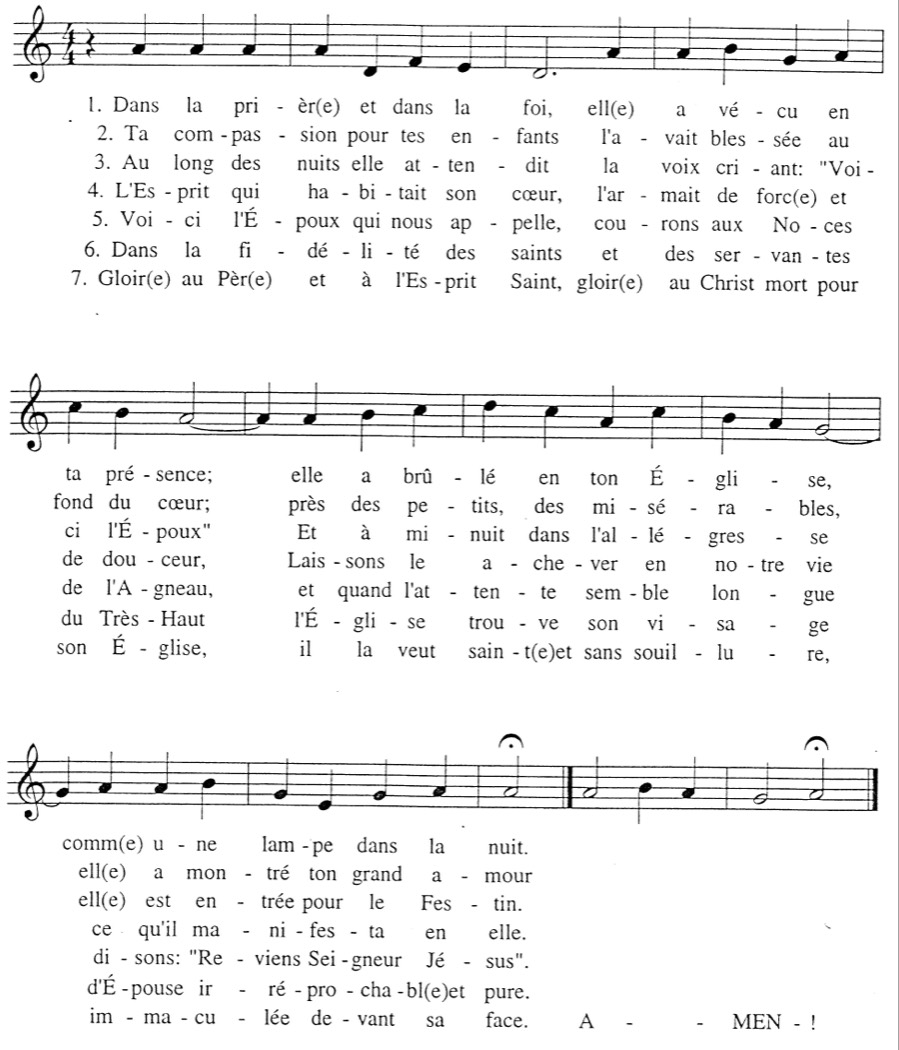 1. Dans la pri - èr(e) et dans la foi, ell(e) a vé - cu en
2. Ta com - pas - sion pour tes en - fants l'a - vait bles - sée au
3. Au long des nuits elle at - ten - dit la voix cri - ant: "Voi -
4. L'Es - prit qui ha - bi - tait son cœur, l'ar - mait de forc(e) et
5. Voi - ci l'É - poux qui nous ap - pelle, cou - rons aux No - ces
6. Dans la fi - dé - li - té des saints et des ser - van - tes
7. Gloir(e) au Pèr(e) et à l'Es - prit Saint, gloir(e) au Christ mort pour
ta pré - sence; elle a brû - lé en ton É - gli - se,
fond du cœur; près des pe - tits, des mi - sé - ra - bles,
ci l'É - poux" Et à mi - nuit dans l'al - lé - gres - se
de dou - ceur, Lais - sons le a - che - ver en no - tre vie
de l'A - gneau, et quand l'at - ten - te sem - ble lon - gue
du Très - Haut l'É - gli - se trou - ve son vi - sa - ge
son É - glise, il la veut sain - t(e)et sans souil - lu - re,
comm(e) u - ne lam - pe dans la nuit.
ell(e) a mon - tré ton grand a - mour
ell(e) est en - trée pour le Fes - tin.
ce qu'il ma - ni - fes - ta en elle.
di - sons: "Re - viens Sei - gneur Jé - sus".
d'É - pouse ir - ré - pro - cha - bl(e)et pure.
im - ma - cu - lée de - vant sa face. A - - MEN - !